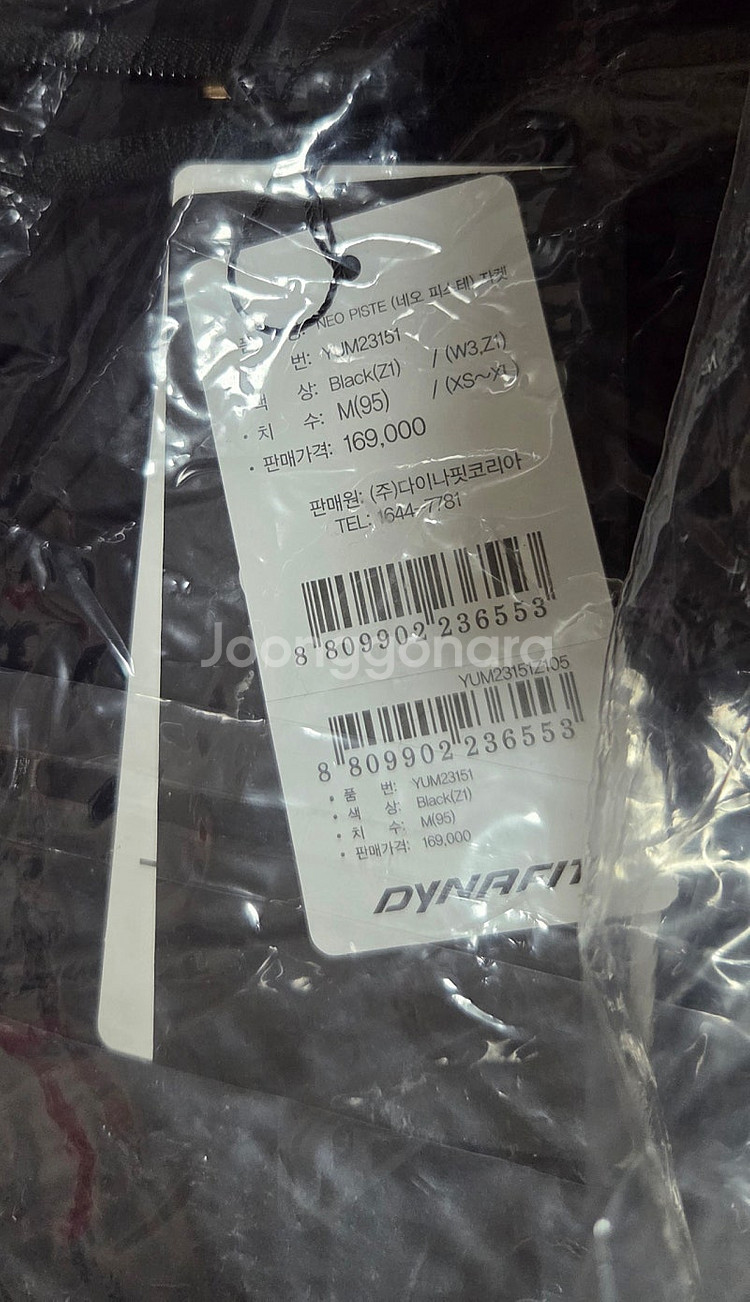 품 명: NEO PISTE (네오 피스테) 자켓
번: YUM23151
색 상: Black(Z1) / (W3,Z1)
· 치 수: M(95) / (XS~XL)
· 판매가격: 169,000
판매원: (주)다이나핏코리아
TEL: 1644-7781
8 809902 236553
Joonggonara
YUM23151Z105
8 809902 236553
· 품 번: YUM23151
· 색 상: Black(Z1)
· 치 수: M(95)
· 판매가격: 169,000
DYNAFIT